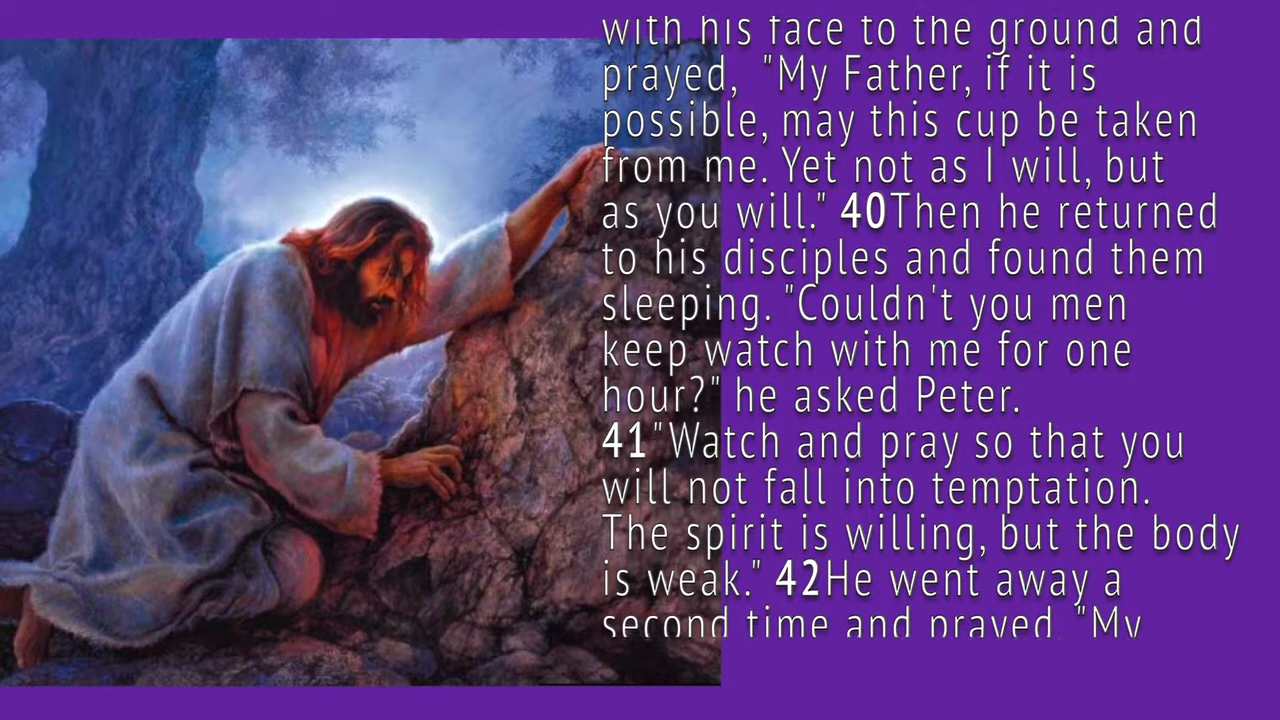 with his face to the ground and
prayed, "My Father, if it is
possible, may this cup be taken
from me. Yet not as I will, but
as you will." 40Then he returned
to his disciples and found them
sleeping. "Couldn't you men
keep watch with me for one
hour?" he asked Peter.
41"Watch and pray so that you
will not fall into temptation.
The spirit is willing, but the body
is weak." 42He went away a
second time and prayed, "My